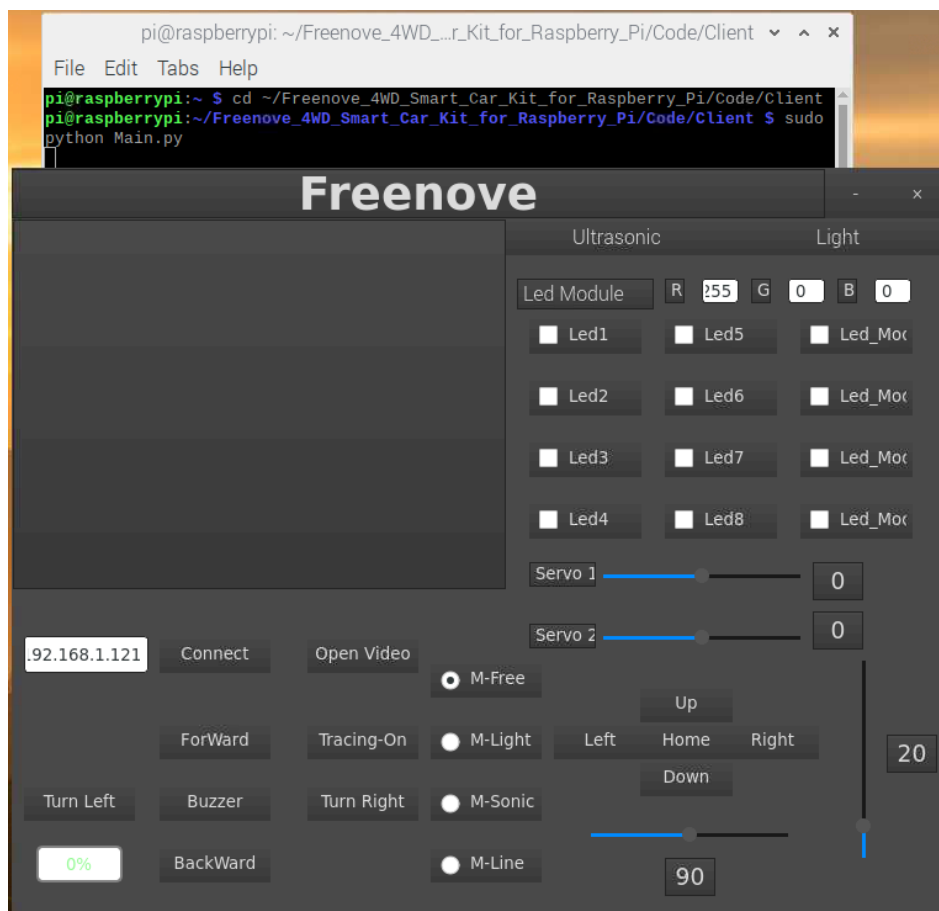 pi@raspberrypi: ~/Freenove_4WD_...r_Kit_for_Raspberry_Pi/Code/Client
File Edit Tabs Help
pi@raspberrypi:~ $ cd ~/Freenove_4WD_Smart_Car_Kit_for_Raspberry_Pi/Code/Client
pi@raspberrypi:~/Freenove_4WD_Smart_Car_Kit_for_Raspberry_Pi/Code/Client $ sudo
python Main.py
Freenove - ×
Ultrasonic Light
Led Module R 255 G 0 B 0
Led1 Led5 Led_Moc
Led2 Led6 Led_Moc
Led3 Led7 Led_Moc
Led4 Led8 Led_Moc
Servo 1 0
Servo 2 0
.92.168.1.121 Connect Open Video
M-Free
Up
ForWard Tracing-On M-Light Left Home Right
20
Down
Turn Left Buzzer Turn Right M-Sonic
0% BackWard M-Line
90